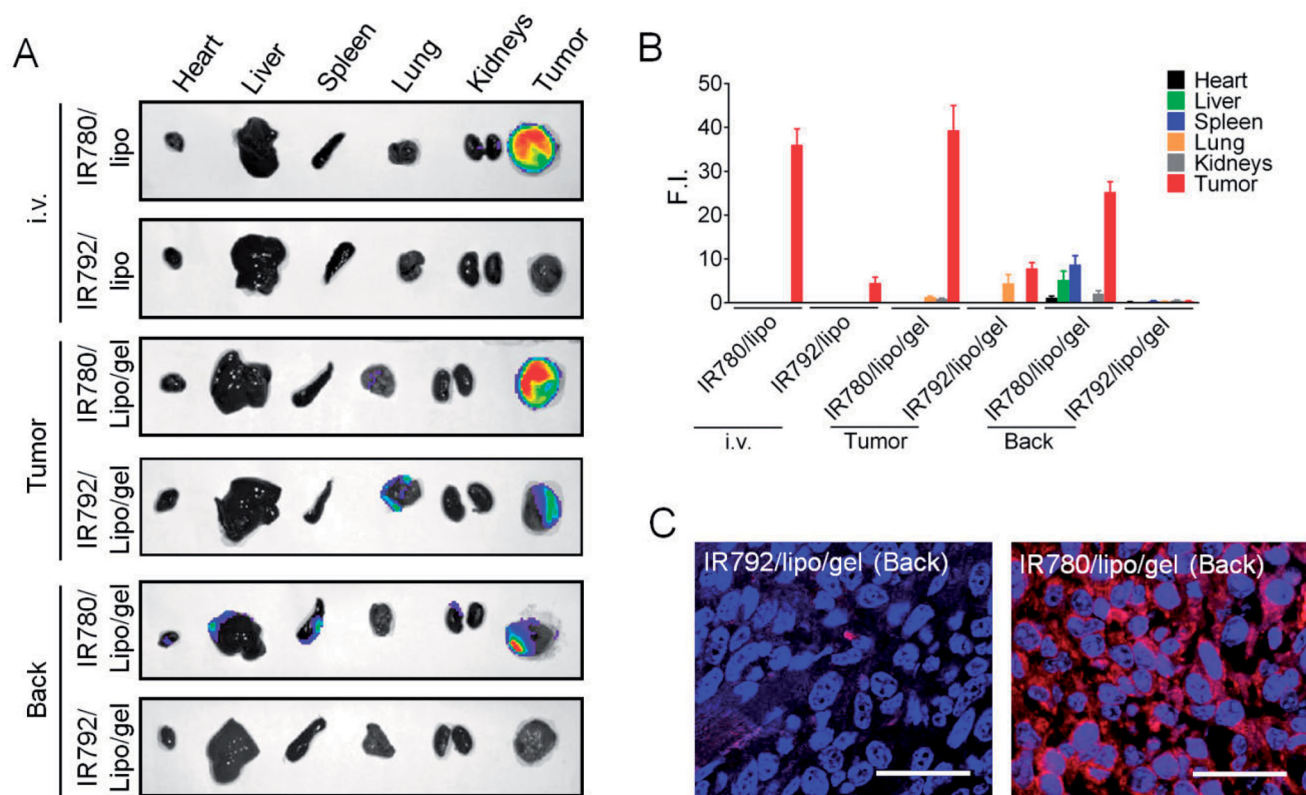 A
Heart
Liver
Spleen
Lung
Kidneys
Tumor
i.v.
IR780/
lipo
IR792/
lipo
Tumor
IR780/
Lipo/gel
IR792/
Lipo/gel
Back
IR780/
Lipo/gel
IR792/
Lipo/gel
B
50
40
30
20
10
0
F.I.
Heart
Liver
Spleen
Lung
Kidneys
Tumor
IR780/lipo
IR792/lipo
IR780/lipo/gel
IR792/lipo/gel
IR780/lipo/gel
IR792/lipo/gel
i.v.
Tumor
Back
C
IR792/lipo/gel (Back)
IR780/lipo/gel (Back)